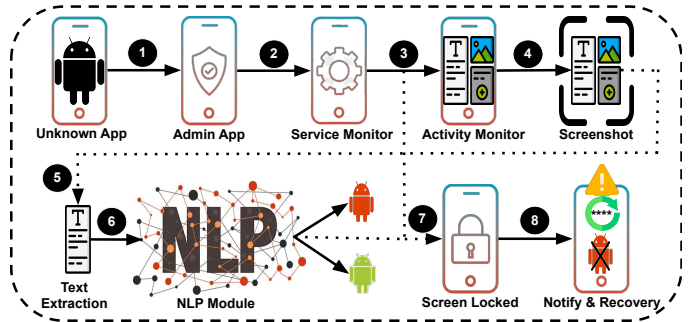 1
2
3
4
T
T
Unknown App
Admin App
Service Monitor
Activity Monitor
Screenshot
5
6
7
8
T
NLP
****
Text
Extraction
NLP Module
Screen Locked
Notify & Recovery